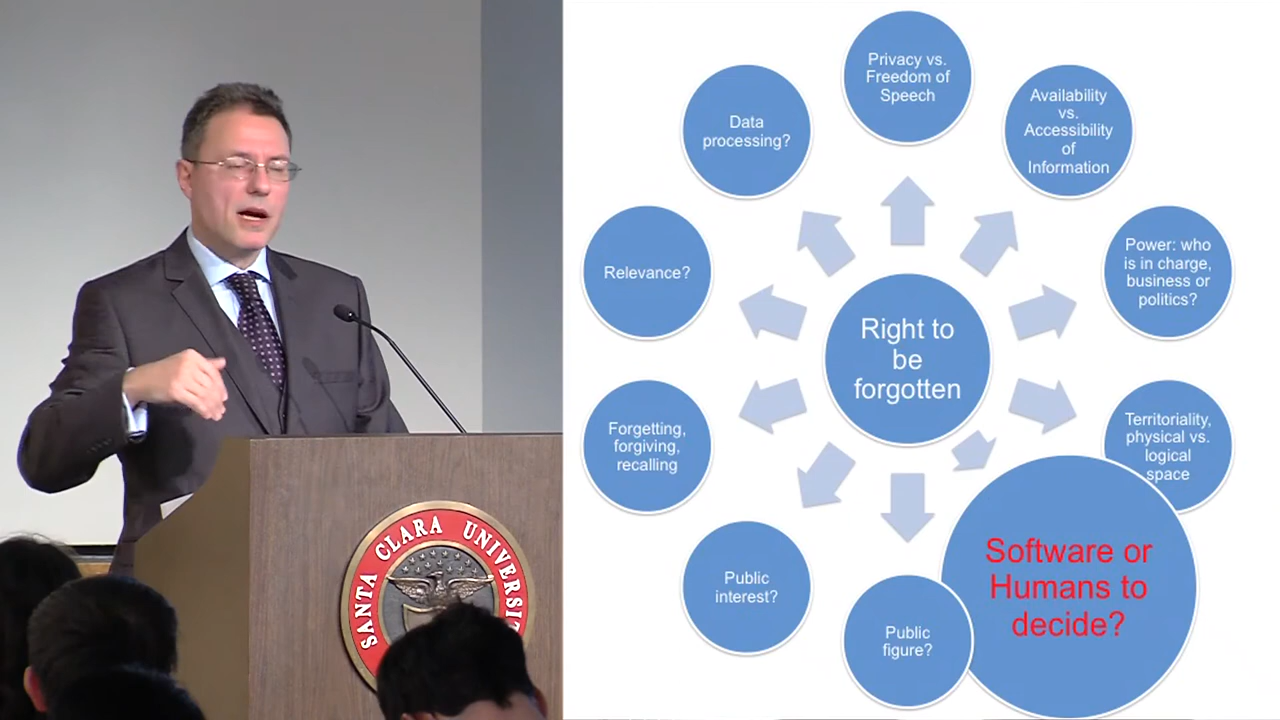 Privacy vs.
Freedom of
Speech
Availability
vs.
Accessibility
of
Information
Power: who
is in charge,
business or
politics?
Territoriality,
physical vs.
logical
space
Software or
Humans to
decide?
Public
figure?
Public
interest?
Forgetting,
forgiving,
recalling
Relevance?
Data
processing?
Right to
be
forgotten
SANTA CLARA